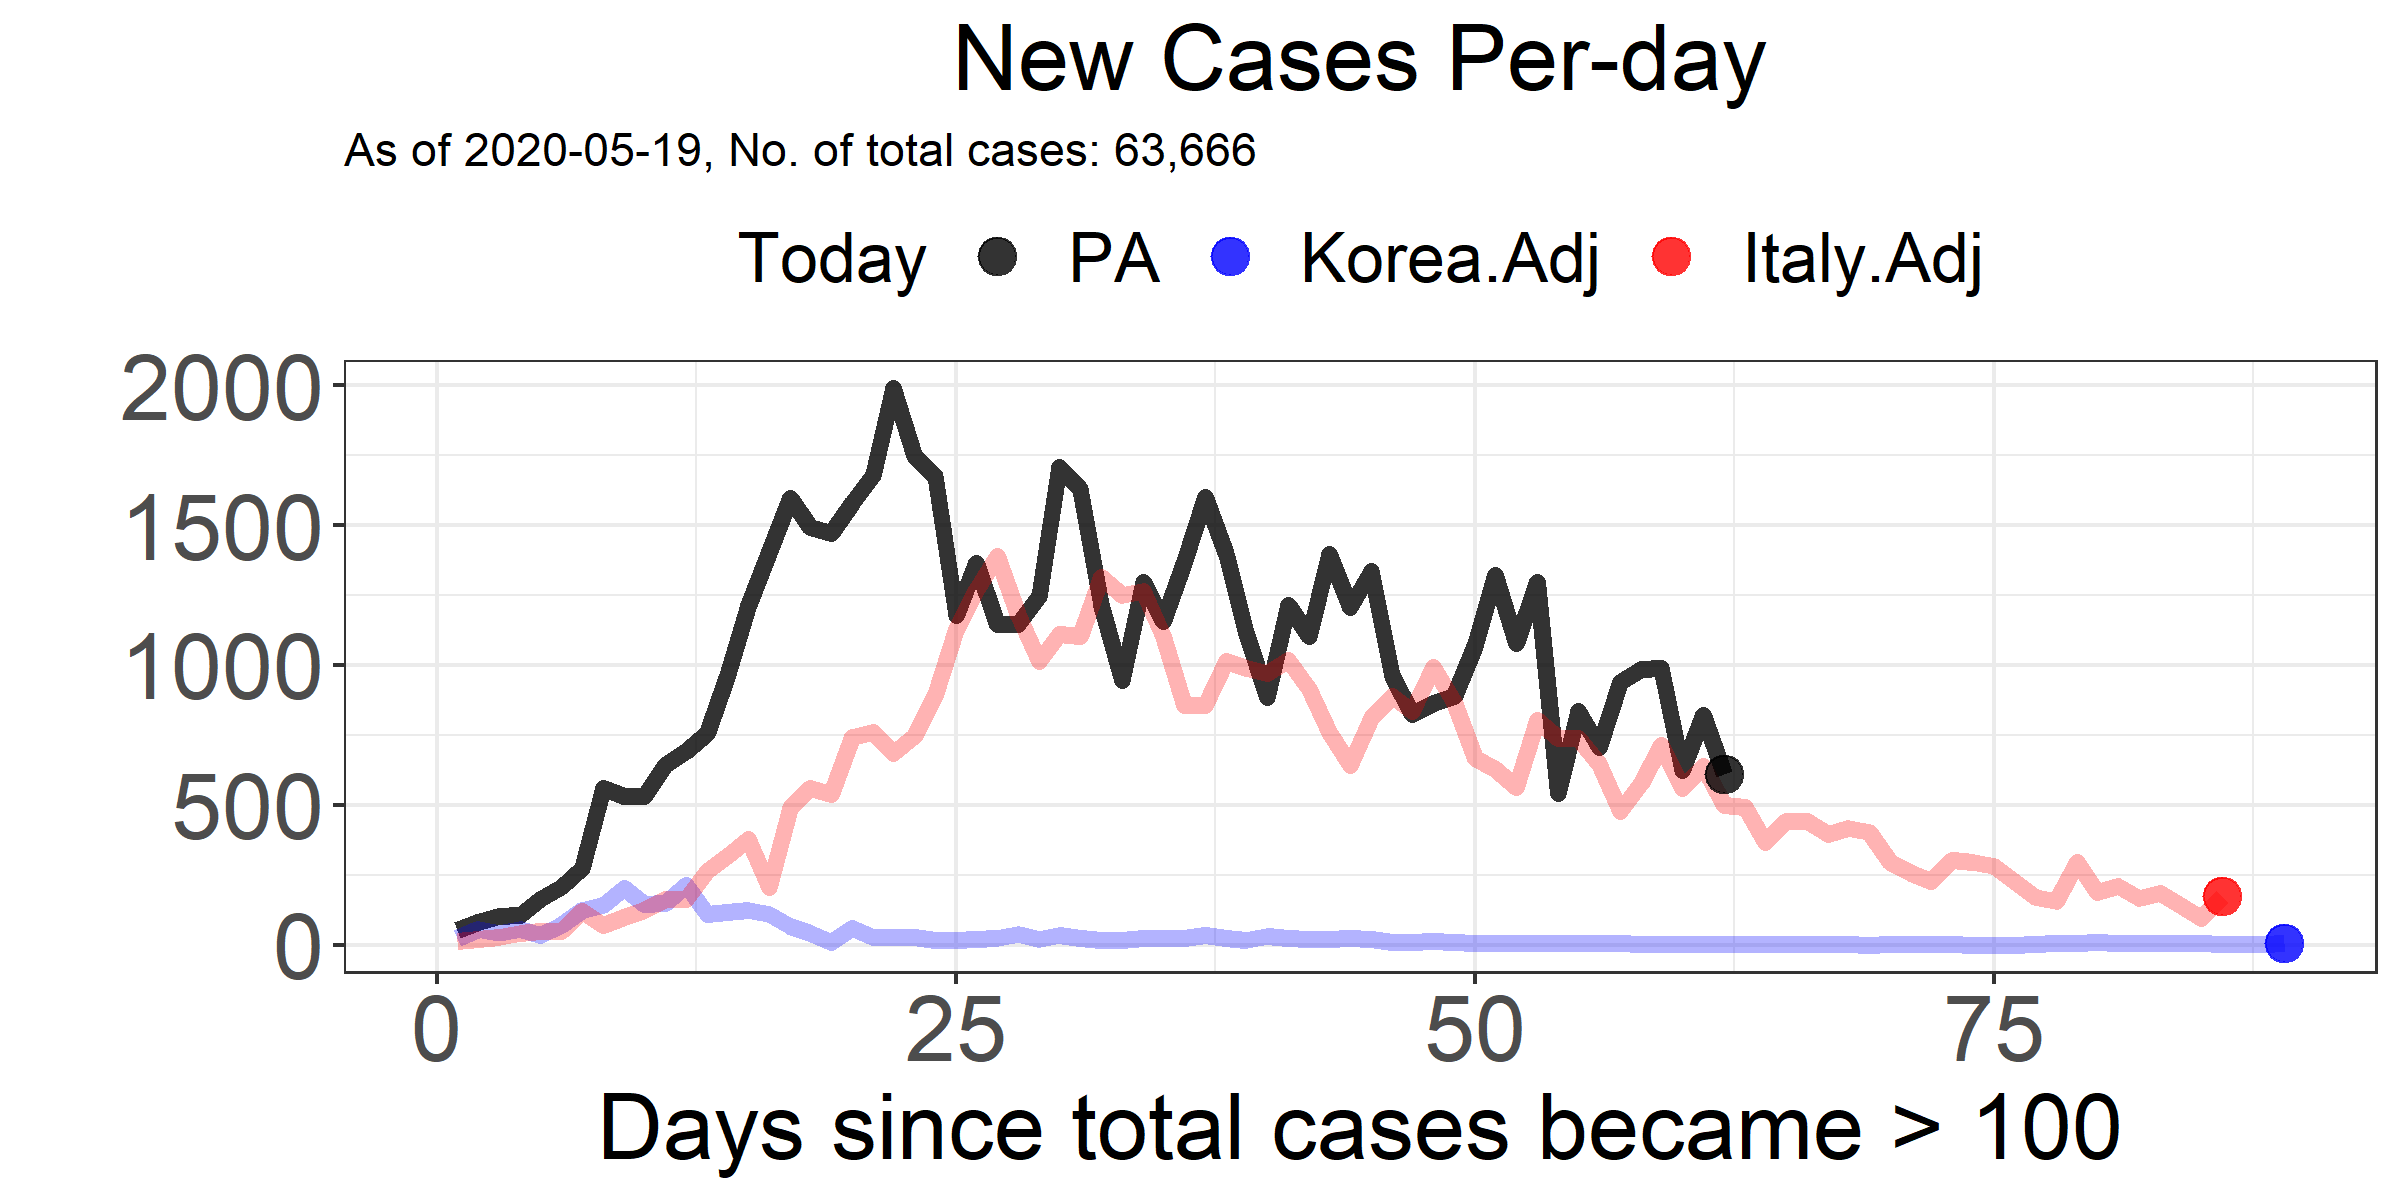 New Cases Per-day
As of 2020-05-19, No. of total cases: 63,666
Today PA Korea.Adj Italy.Adj
2000
1500
1000
500
0
0 25 50 75
Days since total cases became > 100